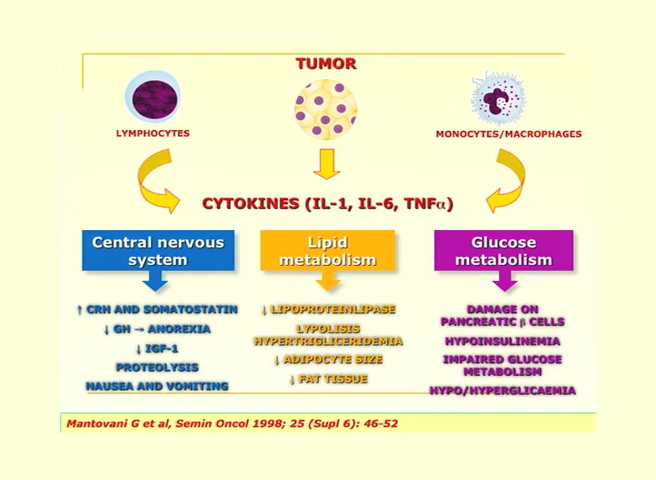 TUMOR
LYMPHOCYTES
MONOCYTES/MACROPHAGES
CYTOKINES (IL-1, IL-6, TNFα)
Central nervous
system
↑ CRH AND SOMATOSTATIN
↓ GH → ANOREXIA
↓ IGF-1
PROTEOLYSIS
NAUSEA AND VOMITING
Lipid
metabolism
↓ LIPOPROTEINLIPASE
LYPOLISIS
HYPERTRIGLICERIDEMIA
↓ ADIPOCYTE SIZE
↓ FAT TISSUE
Glucose
metabolism
DAMAGE ON
PANCREATIC β CELLS
HYPOINSULINEMIA
IMPAIRED GLUCOSE
METABOLISM
HYPO/HYPERGLICAEMIA
Mantovani G et al, Semin Oncol 1998; 25 (Supl 6): 46-52